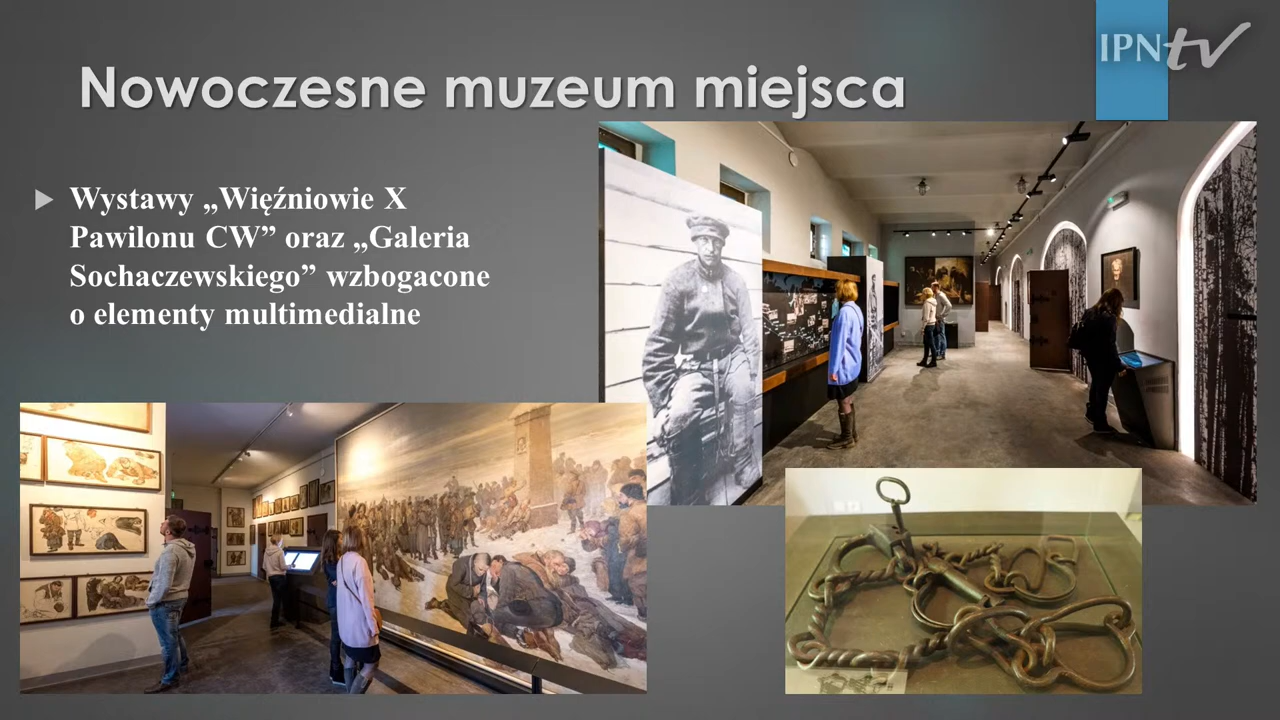 IPNtv
Nowoczesne muzeum miejsca
Wystawy „Więźniowie X
Pawilonu CW” oraz „Galeria
Sochaczewskiego” wzbogacone
o elementy multimedialne